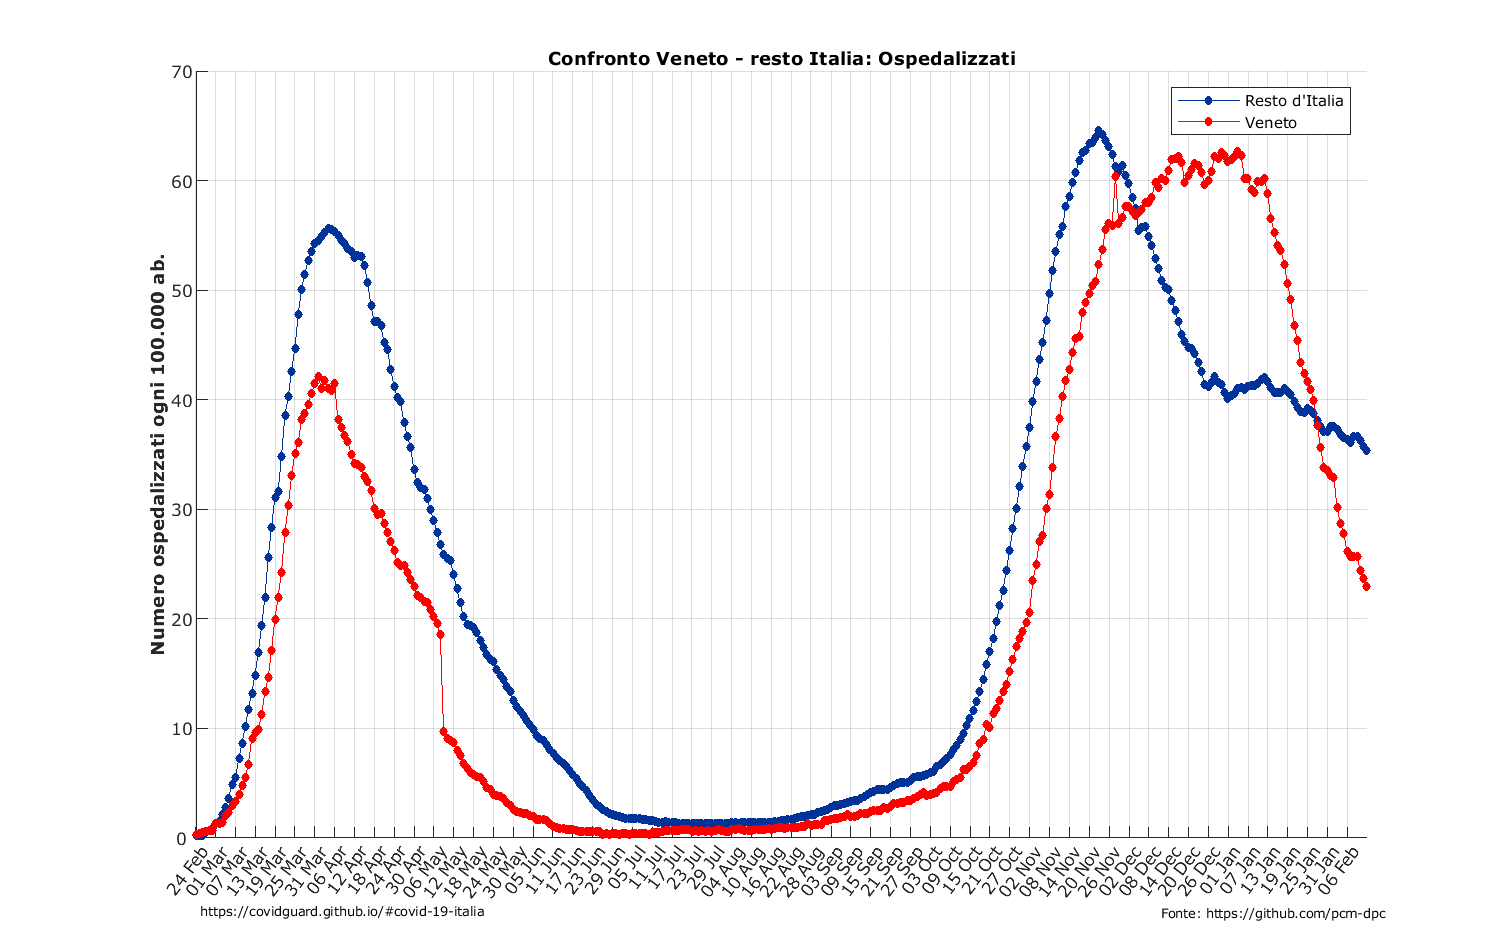 Confronto Veneto - resto Italia: Ospedalizzati
Resto d'Italia
Veneto
Numero ospedalizzati ogni 100.000 ab.
70
60
50
40
30
20
10
0
24 Feb
01 Mar
07 Mar
13 Mar
19 Mar
25 Mar
31 Mar
06 Apr
12 Apr
18 Apr
24 Apr
30 Apr
06 May
12 May
18 May
24 May
30 May
05 Jun
11 Jun
17 Jun
23 Jun
29 Jun
05 Jul
11 Jul
17 Jul
23 Jul
29 Jul
04 Aug
10 Aug
16 Aug
22 Aug
28 Aug
03 Sep
09 Sep
15 Sep
21 Sep
27 Sep
03 Oct
09 Oct
15 Oct
21 Oct
27 Oct
02 Nov
08 Nov
14 Nov
20 Nov
26 Nov
02 Dec
08 Dec
14 Dec
20 Dec
26 Dec
01 Jan
07 Jan
13 Jan
19 Jan
25 Jan
31 Jan
06 Feb
https://covidguard.github.io/#covid-19-italia
Fonte: https://github.com/pcm-dpc